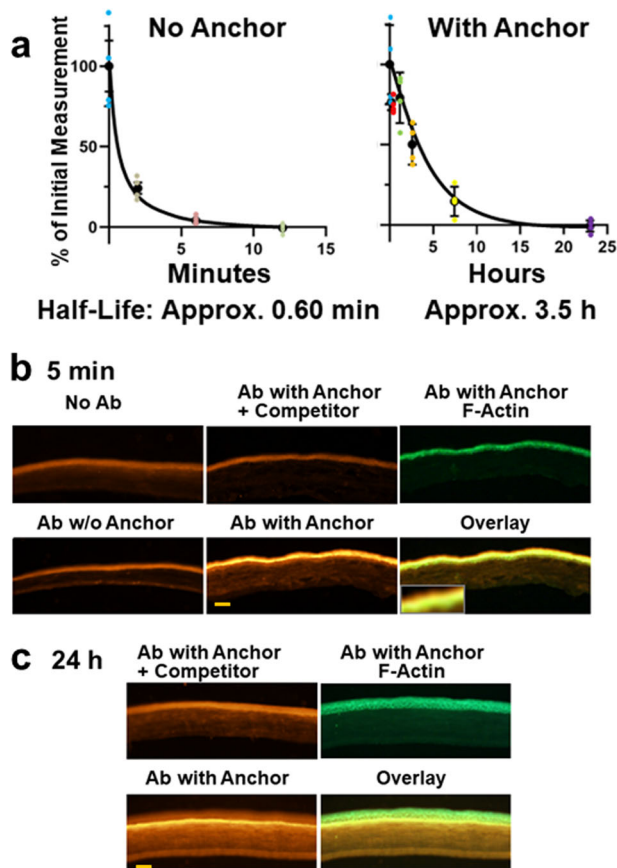 a
No Anchor
With Anchor
% of Initial Measurement
100
50
0
5
10
15
Minutes
5
10
15
20
25
Hours
Half-Life: Approx. 0.60 min
Approx. 3.5 h
b 5 min
No Ab
Ab with Anchor
+ Competitor
Ab with Anchor
F-Actin
Ab w/o Anchor
Ab with Anchor
Overlay
c 24 h
Ab with Anchor
+ Competitor
Ab with Anchor
F-Actin
Ab with Anchor
Overlay